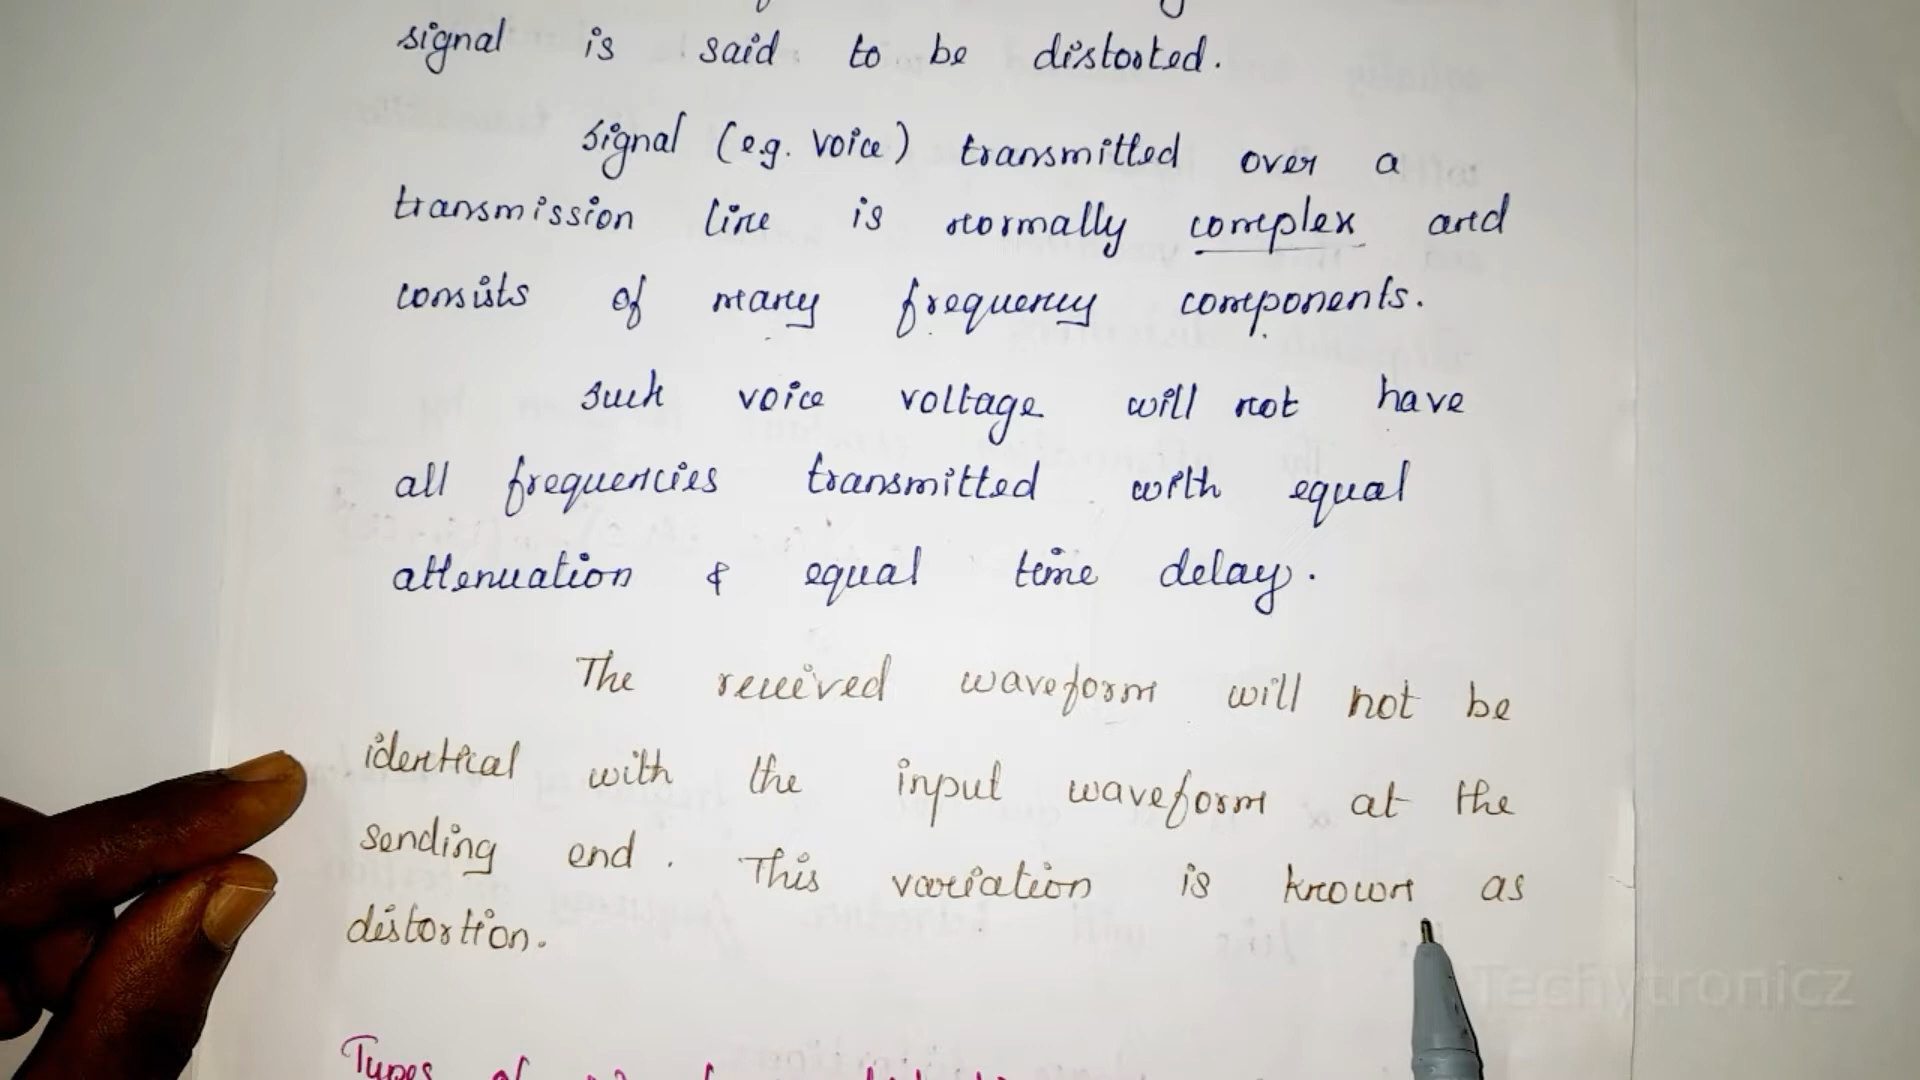 signal is said to be distorted.
Signal (e.g. Voice) transmitted over a
transmission line is normally complex and
consists of many frequency components.
Such voice voltage will not have
all frequencies transmitted with equal
attenuation & equal time delay.
The received waveform will not be
identical with the input waveform at the
sending end. This variation is known as
distortion.
Techytronicz
Types of